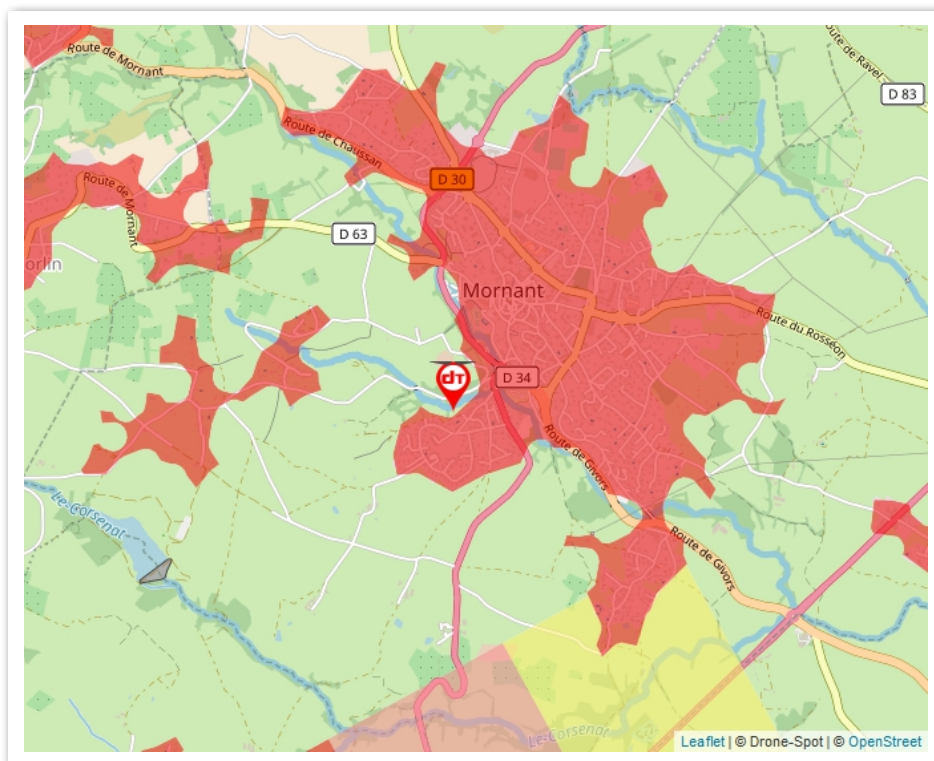 Route de Mornant
Route de Ravel
D 83
Route de Chaussan
D 30
Route de Mornant
D 63
orlin
Mornant
Route du Rosséon
dT
D 34
Route de Givors
Le Corsenat
Route de Givors
Le Corsenat
Leaflet | © Drone-Spot | © OpenStreet